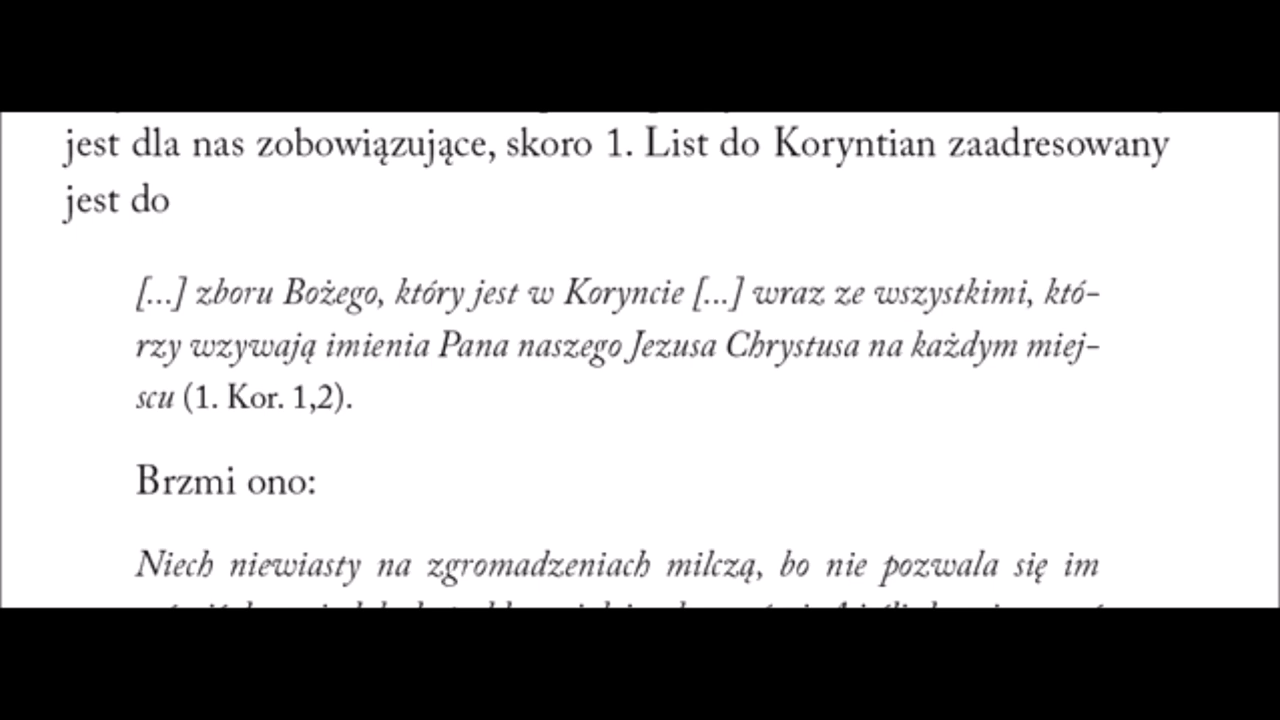 jest dla nas zobowiązujące, skoro 1. List do Koryntian zaadresowany
jest do
[...] zboru Bożego, który jest w Koryncie [...] wraz ze wszystkimi, któ-
rzy wzywają imienia Pana naszego Jezusa Chrystusa na każdym miej-
scu (1. Kor. 1,2).
Brzmi ono:
Niech niewiasty na zgromadzeniach milczą, bo nie pozwala się im